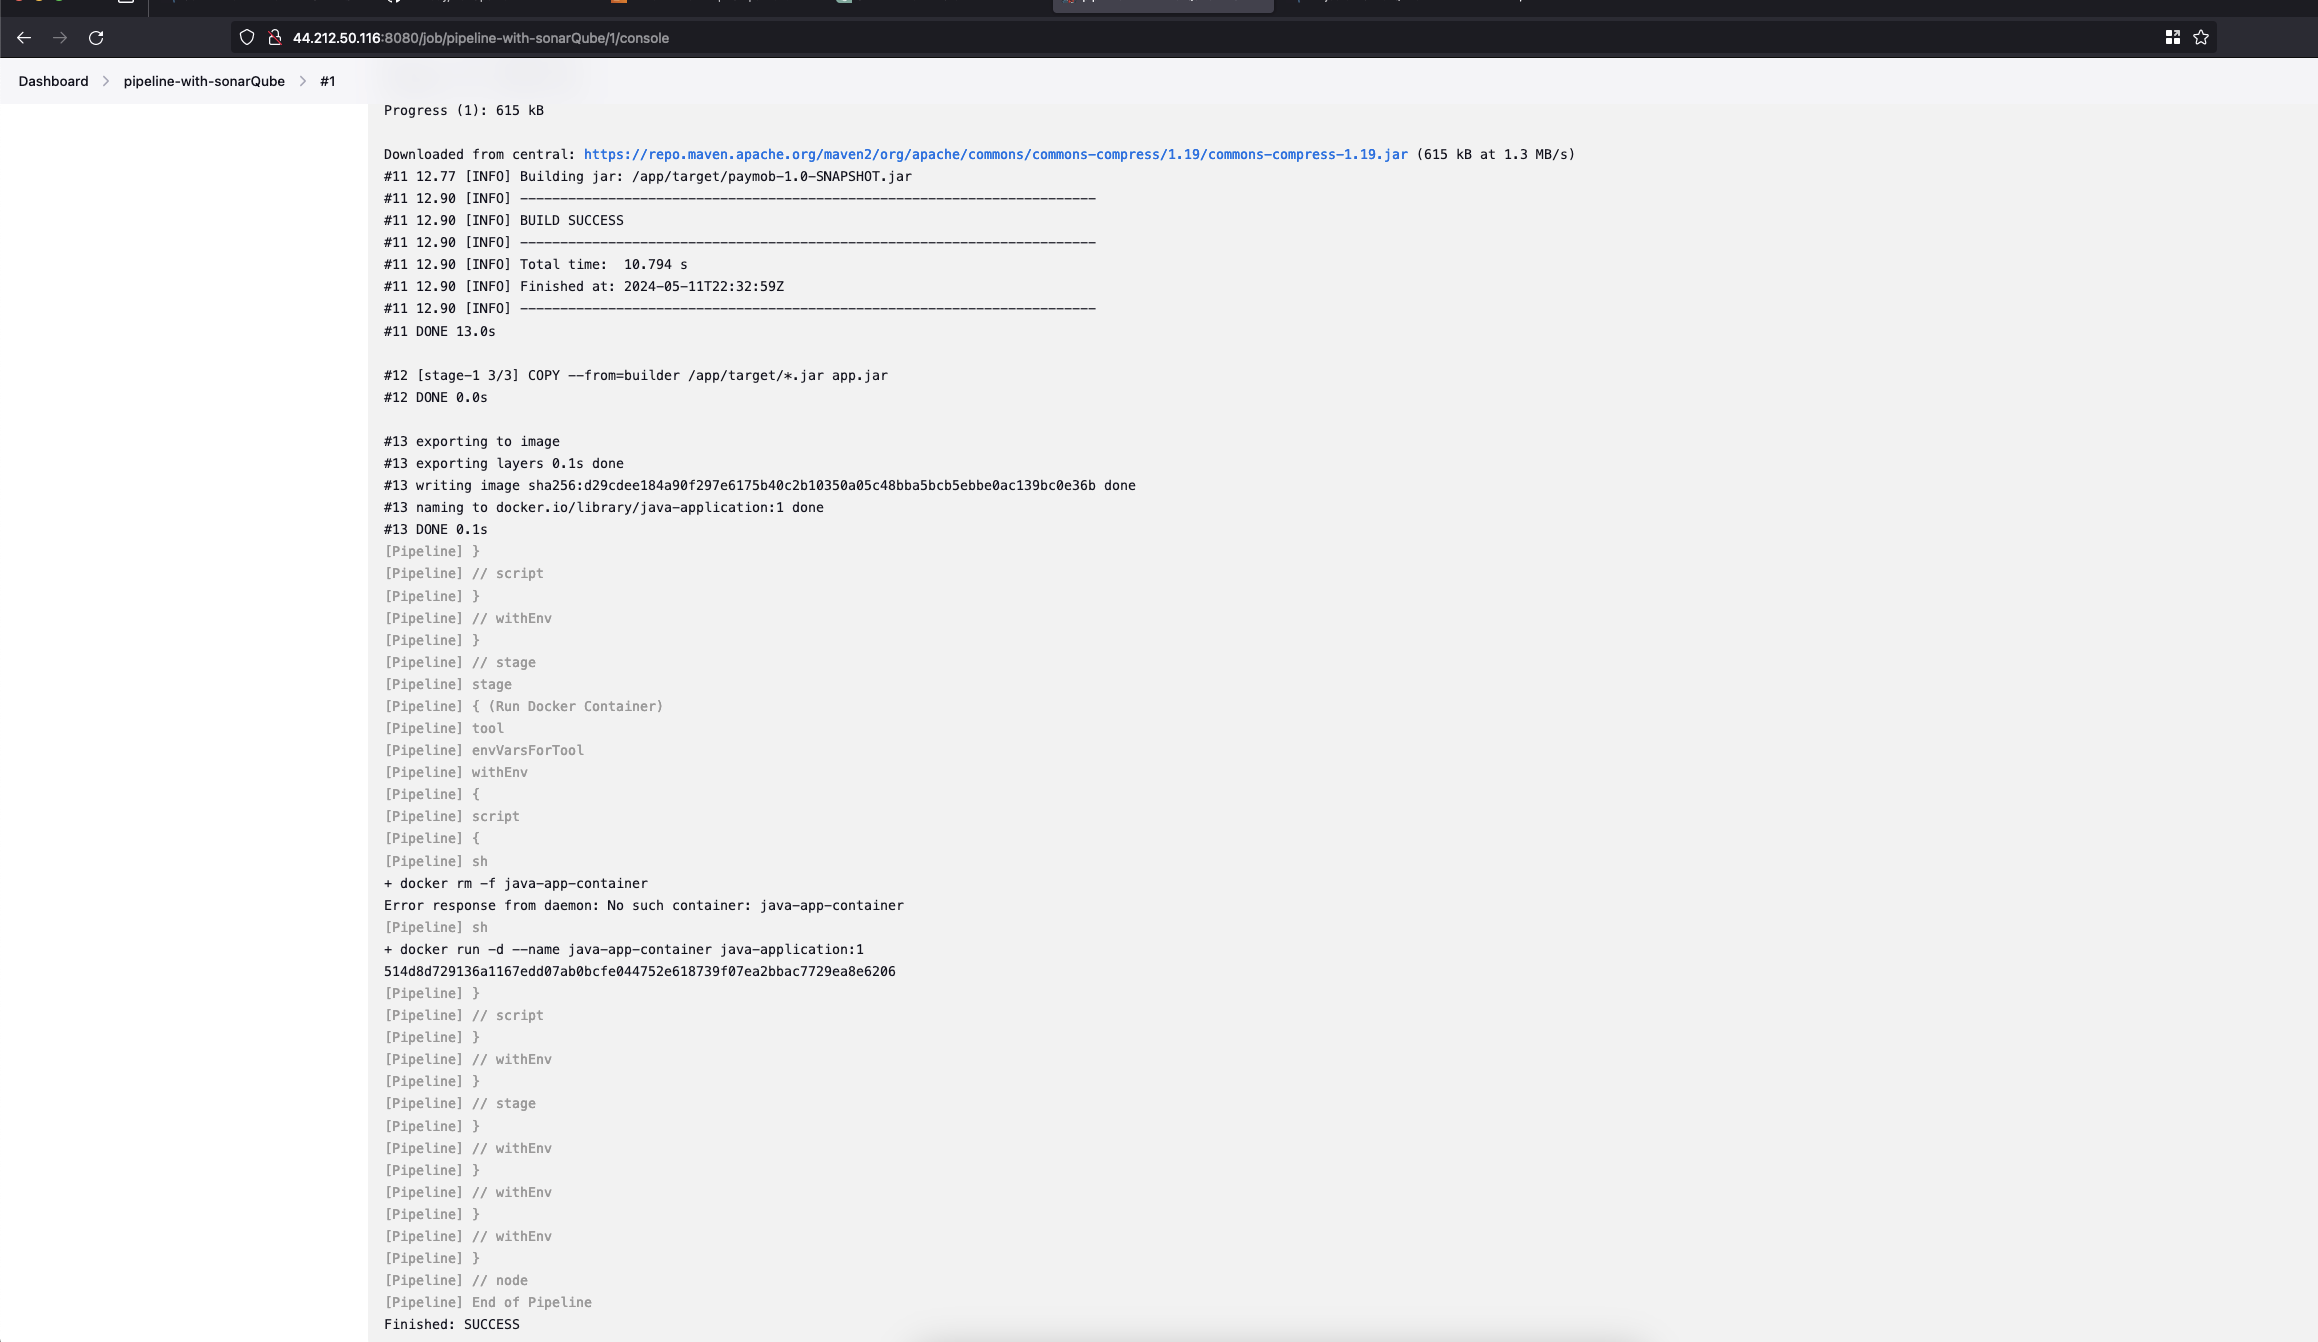 44.212.50.116:8080/job/pipeline-with-sonarQube/1/console
Dashboard > pipeline-with-sonarQube > #1
Progress (1): 615 kB
Downloaded from central: https://repo.maven.apache.org/maven2/org/apache/commons/commons-compress/1.19/commons-compress-1.19.jar (615 kB at 1.3 MB/s)
#11 12.77 [INFO] Building jar: /app/target/paymob-1.0-SNAPSHOT.jar
#11 12.90 [INFO] ------------------------------------------------------------------------
#11 12.90 [INFO] BUILD SUCCESS
#11 12.90 [INFO] ------------------------------------------------------------------------
#11 12.90 [INFO] Total time:  10.794 s
#11 12.90 [INFO] Finished at: 2024-05-11T22:32:59Z
#11 12.90 [INFO] ------------------------------------------------------------------------
#11 DONE 13.0s
#12 [stage-1 3/3] COPY --from=builder /app/target/*.jar app.jar
#12 DONE 0.0s
#13 exporting to image
#13 exporting layers 0.1s done
#13 writing image sha256:d29cdee184a90f297e6175b40c2b10350a05c48bba5bcb5ebbe0ac139bc0e36b done
#13 naming to docker.io/library/java-application:1 done
#13 DONE 0.1s
[Pipeline] }
[Pipeline] // script
[Pipeline] }
[Pipeline] // withEnv
[Pipeline] }
[Pipeline] // stage
[Pipeline] stage
[Pipeline] { (Run Docker Container)
[Pipeline] tool
[Pipeline] envVarsForTool
[Pipeline] withEnv
[Pipeline] {
[Pipeline] script
[Pipeline] {
[Pipeline] sh
+ docker rm -f java-app-container
Error response from daemon: No such container: java-app-container
[Pipeline] sh
+ docker run -d --name java-app-container java-application:1
514d8d729136a1167edd07ab0bcfe044752e618739f07ea2bbac7729ea8e6206
[Pipeline] }
[Pipeline] // script
[Pipeline] }
[Pipeline] // withEnv
[Pipeline] }
[Pipeline] // stage
[Pipeline] }
[Pipeline] // withEnv
[Pipeline] }
[Pipeline] // withEnv
[Pipeline] }
[Pipeline] // withEnv
[Pipeline] }
[Pipeline] // node
[Pipeline] End of Pipeline
Finished: SUCCESS